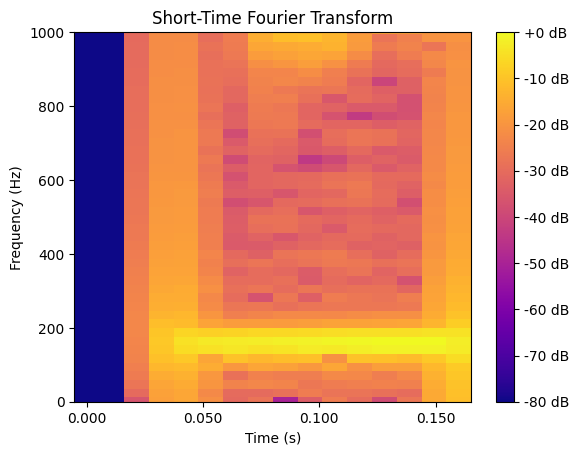 Short-Time Fourier Transform
1000
800
600
400
200
0
Frequency (Hz)
0.000
0.050
0.100
0.150
Time (s)
+0 dB
-10 dB
-20 dB
-30 dB
-40 dB
-50 dB
-60 dB
-70 dB
-80 dB